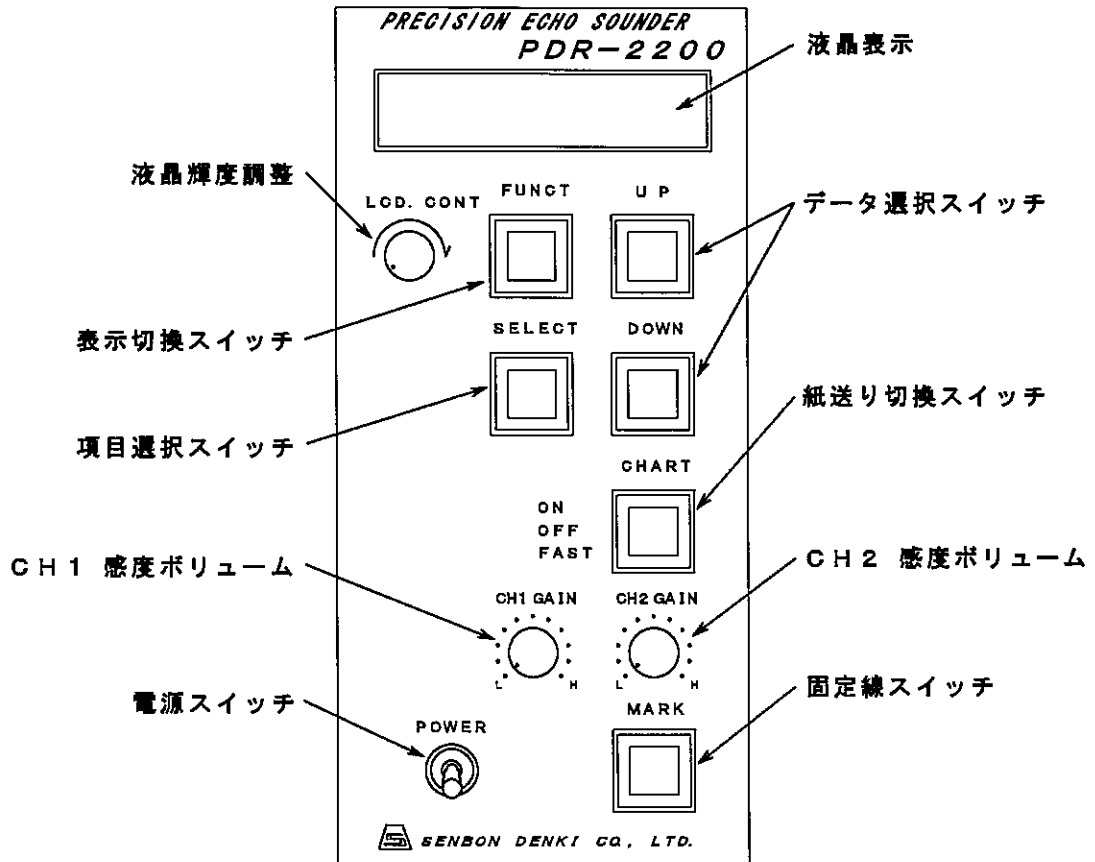 PRECISION ECHO SOUNDER
PDR-2200
液晶表示
液晶輝度調整
LCD. CONT
FUNCT
UP
データ選択スイッチ
表示切換スイッチ
SELECT
DOWN
項目選択スイッチ
紙送り切換スイッチ
CHART
ON
OFF
FAST
CH1 感度ボリューム
CH2 感度ボリューム
CH1 GAIN
CH2 GAIN
L
H
L
H
電源スイッチ
固定線スイッチ
POWER
MARK
S SENBON DENKI CO., LTD.